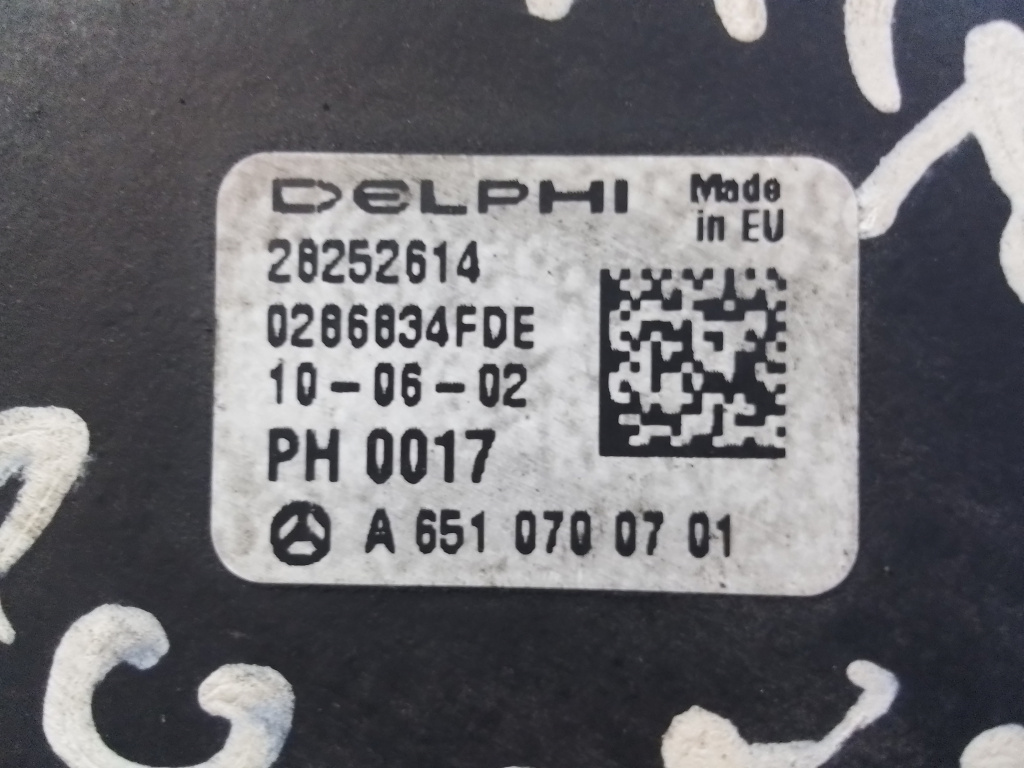 DELPHI
Made
in EU
28252614
0286834FDE
10-06-02
PH 0017
A 651 070 07 01